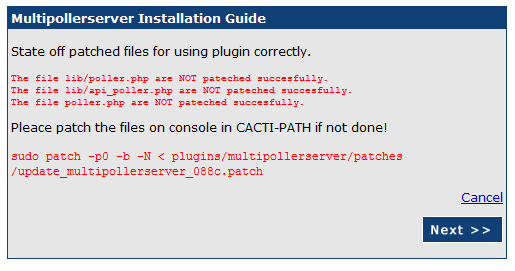 Multipollerserver Installation Guide
State off patched files for using plugin correctly.
The file lib/poller.php are NOT pateched succesfully.
The file lib/api_poller.php are NOT pateched succesfully.
The file poller.php are NOT pateched succesfully.
Pleace patch the files on console in CACTI-PATH if not done!
sudo patch -p0 -b -N < plugins/multipollerserver/patches
/update_multipollerserver_088c.patch
Cancel
Next >>